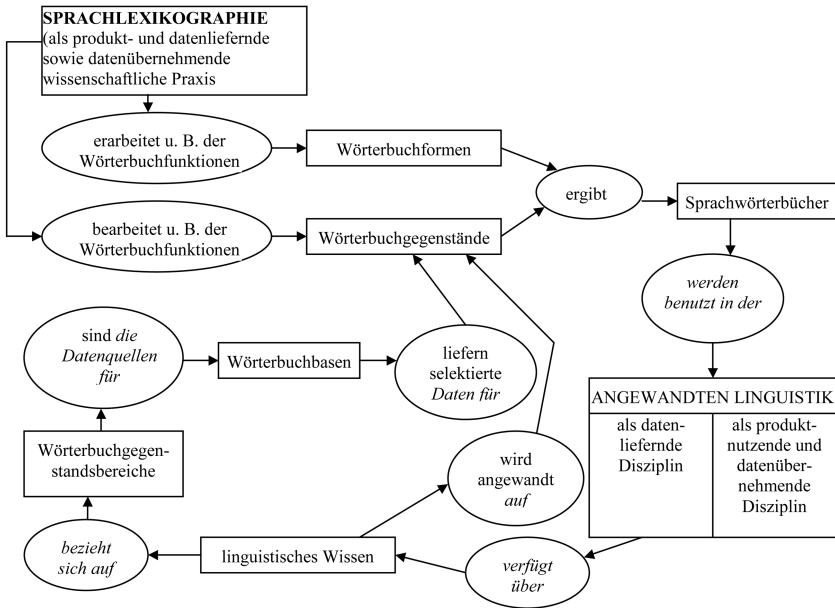 SPRACHLEXIKOGRAPHIE
(als produkt- und datenliefernde
sowie datenübernehmende
wissenschaftliche Praxis
erarbeitet u. B. der
Wörterbuchfunktionen
Wörterbuchformen
ergibt
Sprachwörterbücher
bearbeitet u. B. der
Wörterbuchfunktionen
Wörterbuchgegenstände
werden
benutzt in der
sind die
Datenquellen
für
Wörterbuchbasen
liefern
selektierte
Daten für
ANGEWANDTEN LINGUISTIK
als daten-
liefernde
Disziplin
als produkt-
nutzende und
datenüber-
nehmende
Disziplin
Wörterbuchgegen-
standsbereiche
wird
angewandt
auf
bezieht
sich auf
linguistisches Wissen
verfügt
über